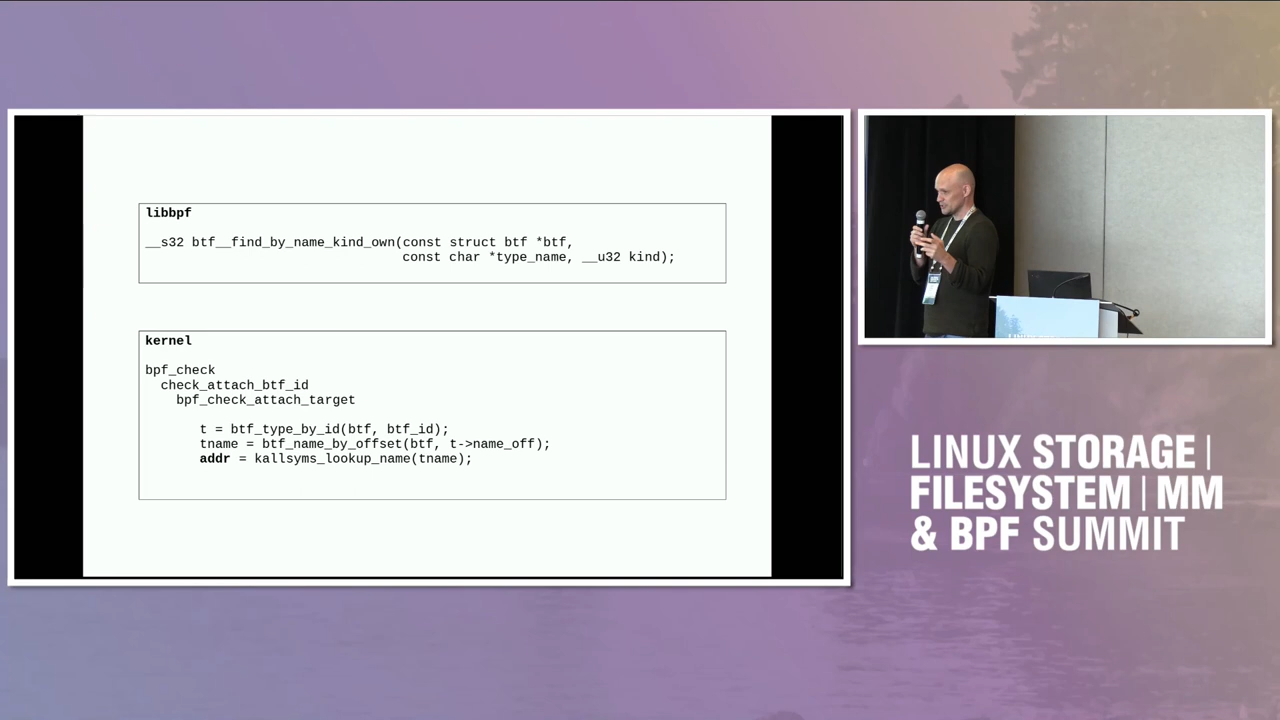 libbpf
__s32 btf__find_by_name_kind_own(const struct btf *btf,
const char *type_name, __u32 kind);
kernel
bpf_check
check_attach_btf_id
bpf_check_attach_target
t = btf_type_by_id(btf, btf_id);
tname = btf_name_by_offset(btf, t->name_off);
addr = kallsyms_lookup_name(tname);
LINUX STORAGE|
FILESYSTEM|MM
& BPF SUMMIT